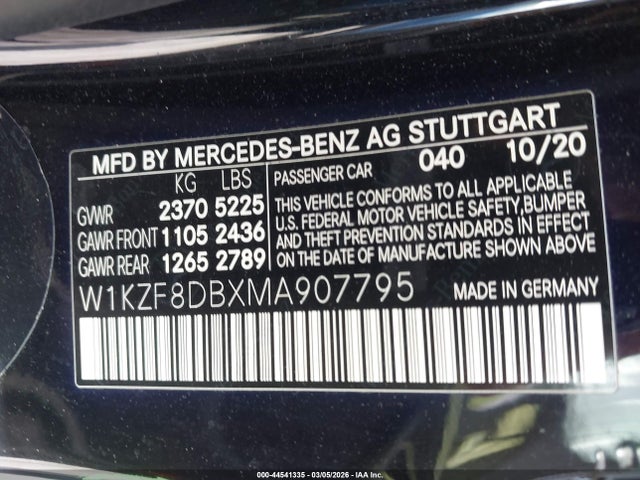 MFD BY MERCEDES-BENZ AG STUTTGART
KG LBS PASSENGER CAR 040 10/20
GVWR 2370 5225
GAWR FRONT 1105 2436
GAWR REAR 1265 2789
THIS VEHICLE CONFORMS TO ALL APPLICABLE
U.S. FEDERAL MOTOR VEHICLE SAFETY, BUMPER
AND THEFT PREVENTION STANDARDS IN EFFECT
ON THE DATE OF MANUFACTURE SHOWN ABOVE
W1KZF8DBXMA907795 MADE IN GERMANY
000-44541335 - 03/05/2026 - IAA Inc.